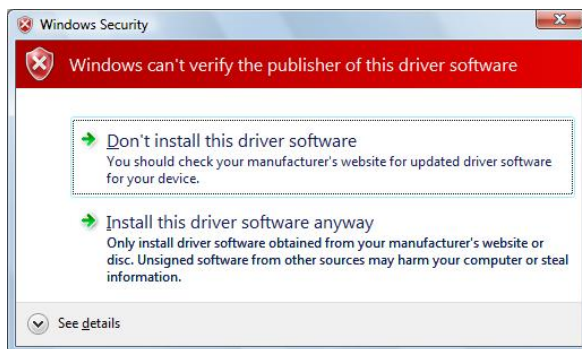 Windows Security
Windows can't verify the publisher of this driver software
Don't install this driver software
You should check your manufacturer's website for updated driver software
for your device.
Install this driver software anyway
Only install driver software obtained from your manufacturer's website or
disc. Unsigned software from other sources may harm your computer or steal
information.
See details